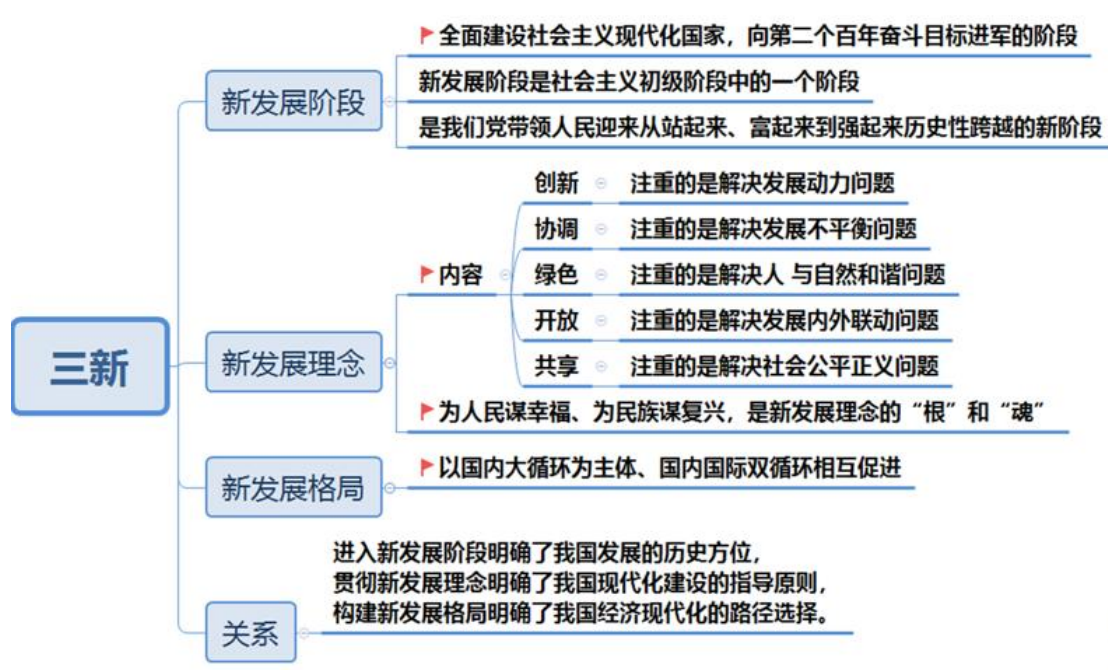 三新
新发展阶段
全面建设社会主义现代化国家，向第二个百年奋斗目标进军的阶段
新发展阶段是社会主义初级阶段中的一个阶段
是我们党带领人民迎来从站起来、富起来到强起来历史性跨越的新阶段
新发展理念
内容
创新 注重的是解决发展动力问题
协调 注重的是解决发展不平衡问题
绿色 注重的是解决人 与自然和谐问题
开放 注重的是解决发展内外联动问题
共享 注重的是解决社会公平正义问题
为人民谋幸福、为民族谋复兴，是新发展理念的“根”和“魂”
新发展格局
以国内大循环为主体、国内国际双循环相互促进
关系
进入新发展阶段明确了我国发展的历史方位，
贯彻新发展理念明确了我国现代化建设的指导原则，
构建新发展格局明确了我国经济现代化的路径选择。